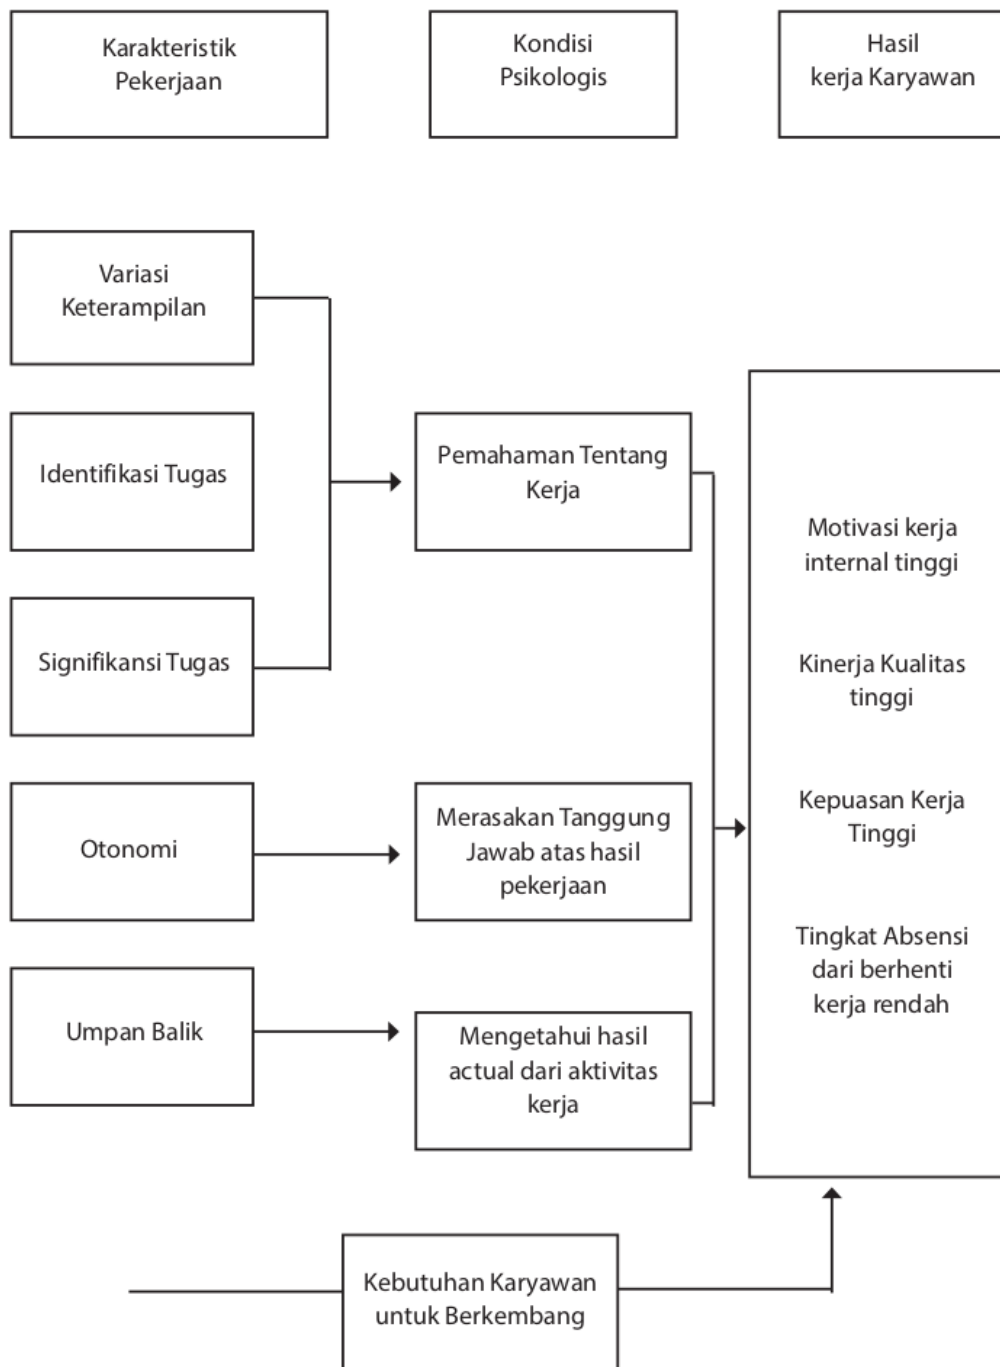 Karakteristik
Pekerjaan
Kondisi
Psikologis
Hasil
kerja Karyawan
Variasi
Keterampilan
Identifikasi Tugas
Signifikansi Tugas
Otonomi
Umpan Balik
Pemahaman Tentang
Kerja
Merasakan Tanggung
Jawab atas hasil
pekerjaan
Mengetahui hasil
actual dari aktivitas
kerja
Motivasi kerja
internal tinggi
Kinerja Kualitas
tinggi
Kepuasan Kerja
Tinggi
Tingkat Absensi
dari berhenti
kerja rendah
Kebutuhan Karyawan
untuk Berkembang